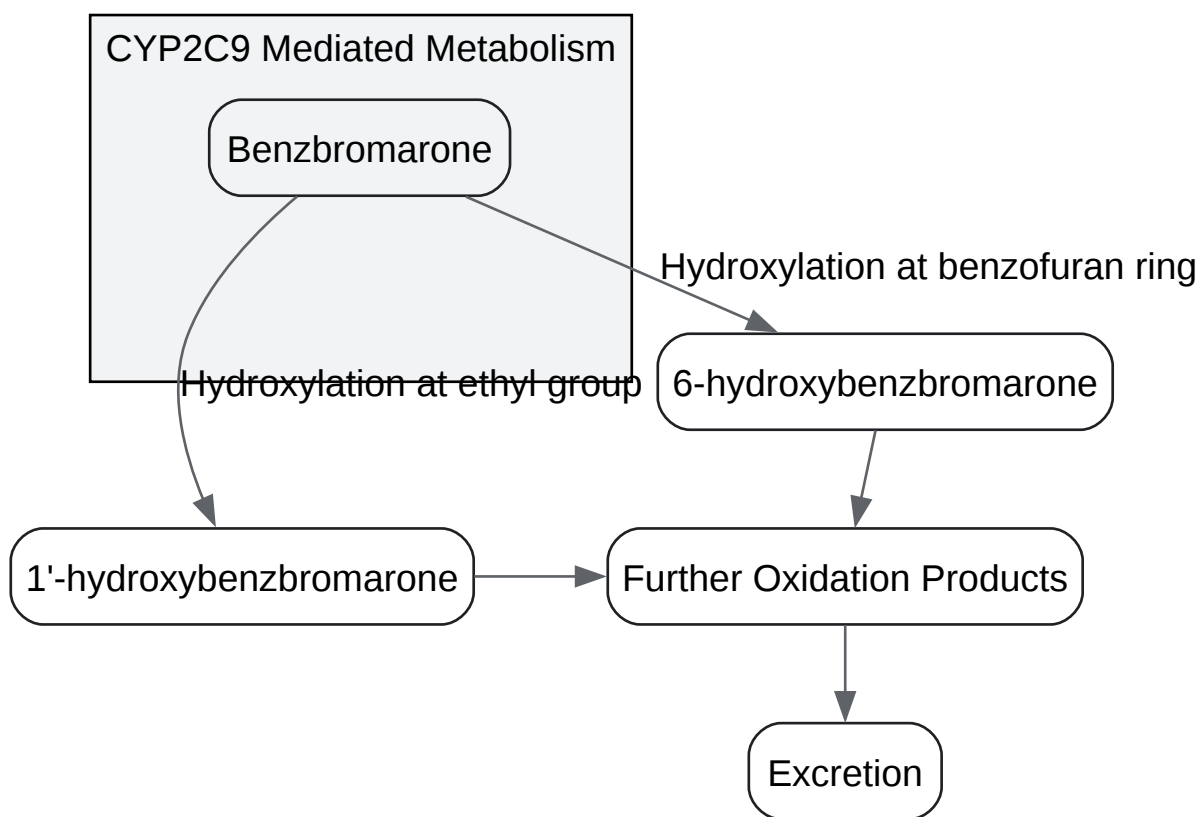 CYP2C9 Mediated Metabolism
Benzbromarone
Hydroxylation at benzofuran ring
Hydroxylation at ethyl group
6-hydroxybenzbromarone
1'-hydroxybenzbromarone
Further Oxidation Products
Excretion